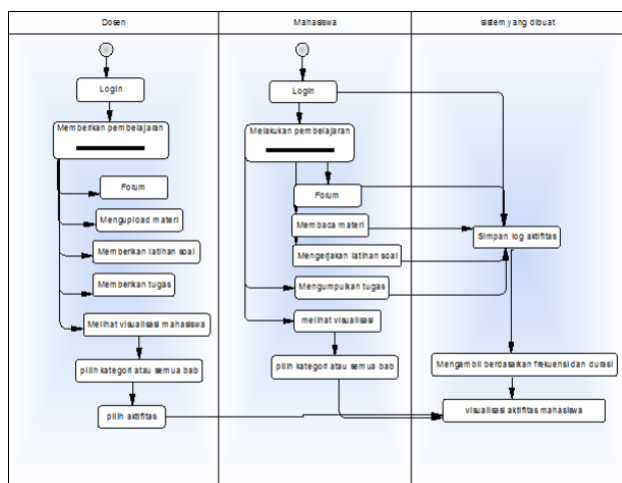 Dosen
Mahasiswa
sistem yang dibuat
Login
Memberikan pembelajaran
Forum
Mengupload materi
Memberikan latihan soal
Memberikan tugas
Melihat visualisasi mahasiswa
pilih kategori atau semua bab
pilih aktifitas
Login
Melakukan pembelajaran
Forum
Membaca materi
Mengerjakan latihan soal
Mengumpulkan tugas
melihat visualisasi
pilih kategori atau semua bab
Simpan log aktifitas
Mengambil berdasarkan frekuensi dan durasi
visualisasi aktifitas mahasiswa